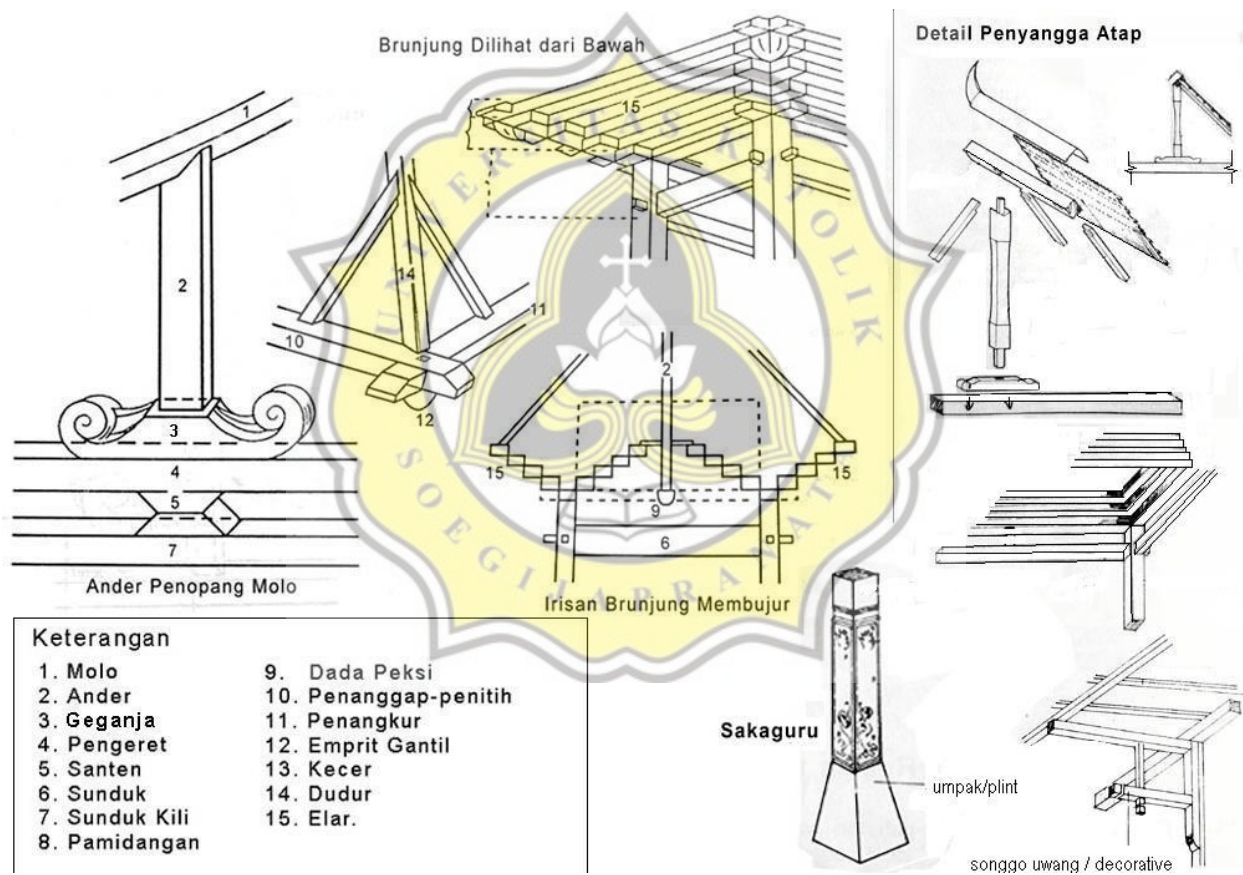 Brunjung Dilihat dari Bawah
Detail Penyangga Atap
1
15
2
14
11
10
12
3
4
5
7
2
15
15
9
6
Ander Penopang Molo
Irisan Brunjung Membujur
UNIVERSITAS KATOLIK
SOEGIJAPRANATA
Keterangan
1. Molo
2. Ander
3. Geganja
4. Pengeret
5. Santen
6. Sunduk
7. Sunduk Kili
8. Pamidangan
9. Dada Peksi
10. Penanggap-penitih
11. Penangkur
12. Emprit Gantil
13. Kecer
14. Dudur
15. Elar.
Sakaguru
umpak/plint
songgo uwang / decorative